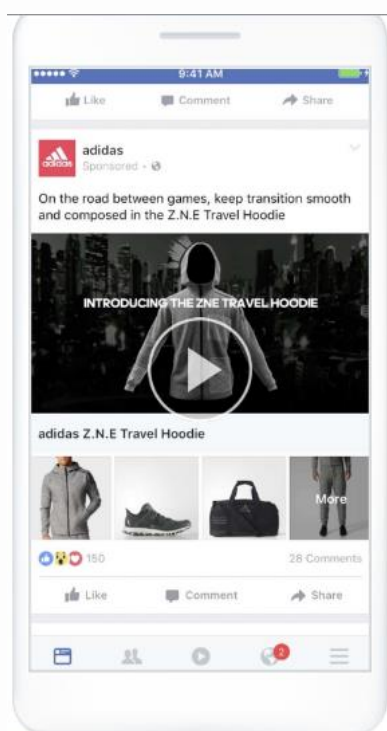 9:41 AM
Like Comment Share
adidas
adidas
Sponsored
On the road between games, keep transition smooth
and composed in the Z.N.E Travel Hoodie
INTRODUCING THE ZNE TRAVEL HOODIE
adidas Z.N.E Travel Hoodie
More
150 28 Comments
Like Comment Share
2